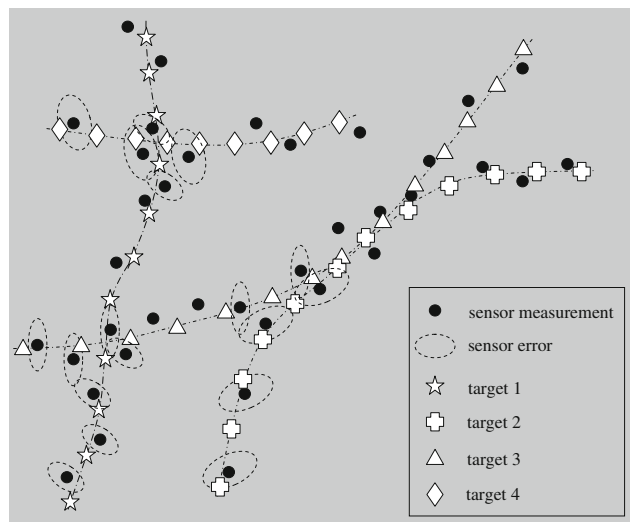 sensor measurement
sensor error
target 1
target 2
target 3
target 4